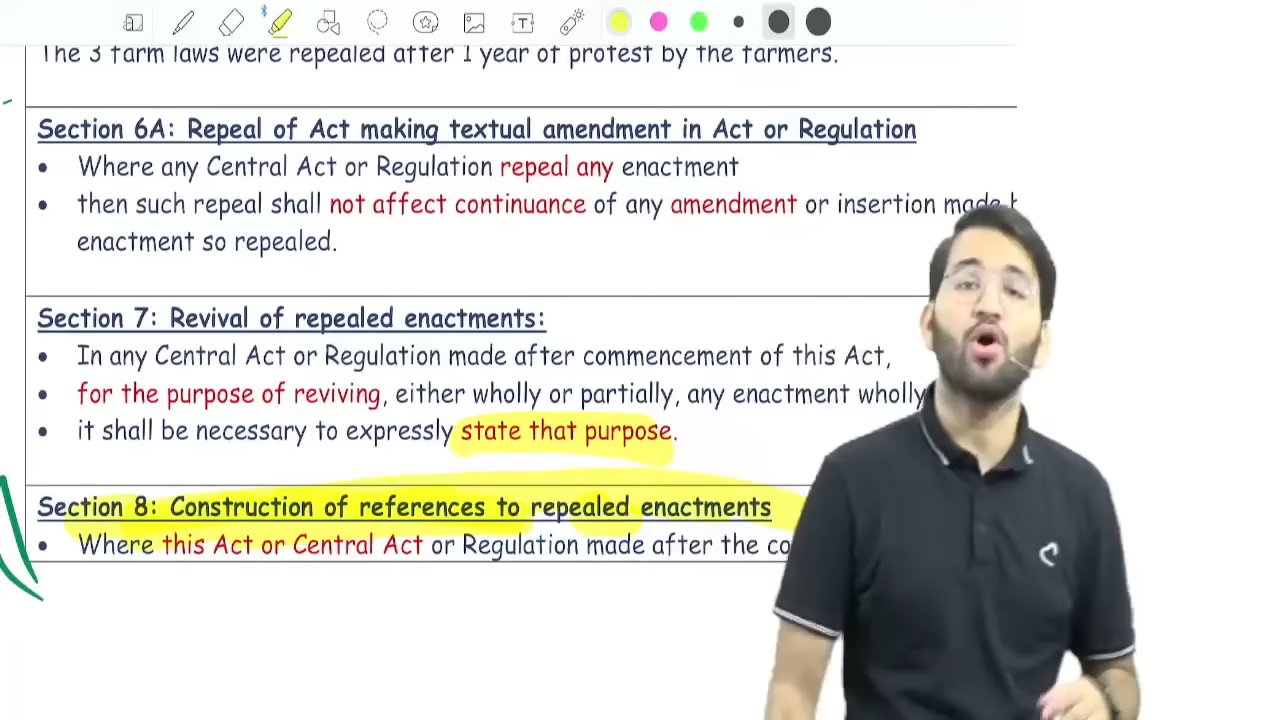 The 3 farm laws were repealed after 1 year of protest by the farmers.
Section 6A: Repeal of Act making textual amendment in Act or Regulation
• Where any Central Act or Regulation repeal any enactment
• then such repeal shall not affect continuance of any amendment or insertion made
enactment so repealed.
Section 7: Revival of repealed enactments:
• In any Central Act or Regulation made after commencement of this Act,
• for the purpose of reviving, either wholly or partially, any enactment wholly
• it shall be necessary to expressly state that purpose.
Section 8: Construction of references to repealed enactments
• Where this Act or Central Act or Regulation made after the